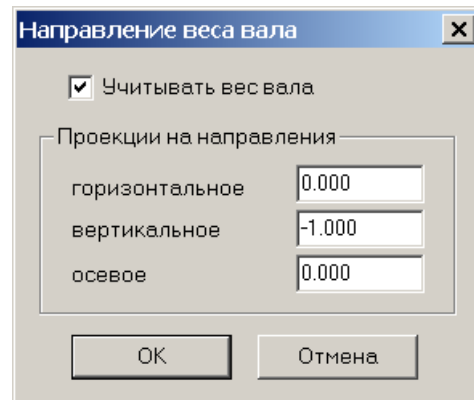 Направление веса вала
Учитывать вес вала
Проекции на направления
горизонтальное 0.000
вертикальное -1.000
осевое 0.000
OK Отмена